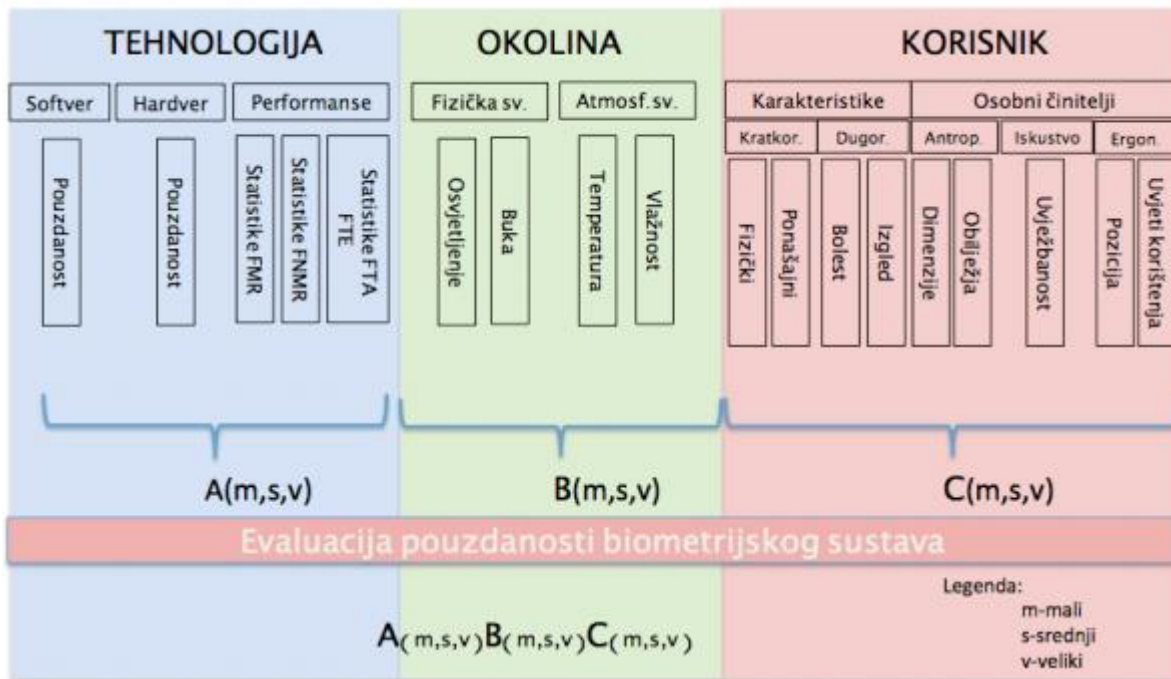 TEHNOLOGIJA
OKOLINA
KORISNIK
Softver
Hardver
Performanse
Fizička sv.
Atmosf.sv.
Karakteristike
Osobni činitelji
Kratkor.
Dugor.
Antrop.
Iskustvo
Ergon.
Pouzdanost
Pouzdanost
Statistike FMR
Statistike FNMR
Statistike FTA
FTE
Osvjetljenje
Buka
Temperatura
Vlažnost
Fizički
Ponašajni
Bolest
Izgled
Dimenzije
Obilježja
Uvježbanost
Pozicija
Uvjeti korištenja
A(m,s,v)
B(m,s,v)
C(m,s,v)
Evaluacija pouzdanosti biometrijskog sustava
A(m,s,v)B(m,s,v)C(m,s,v)
Legenda:
m-mali
s-srednji
v-veliki